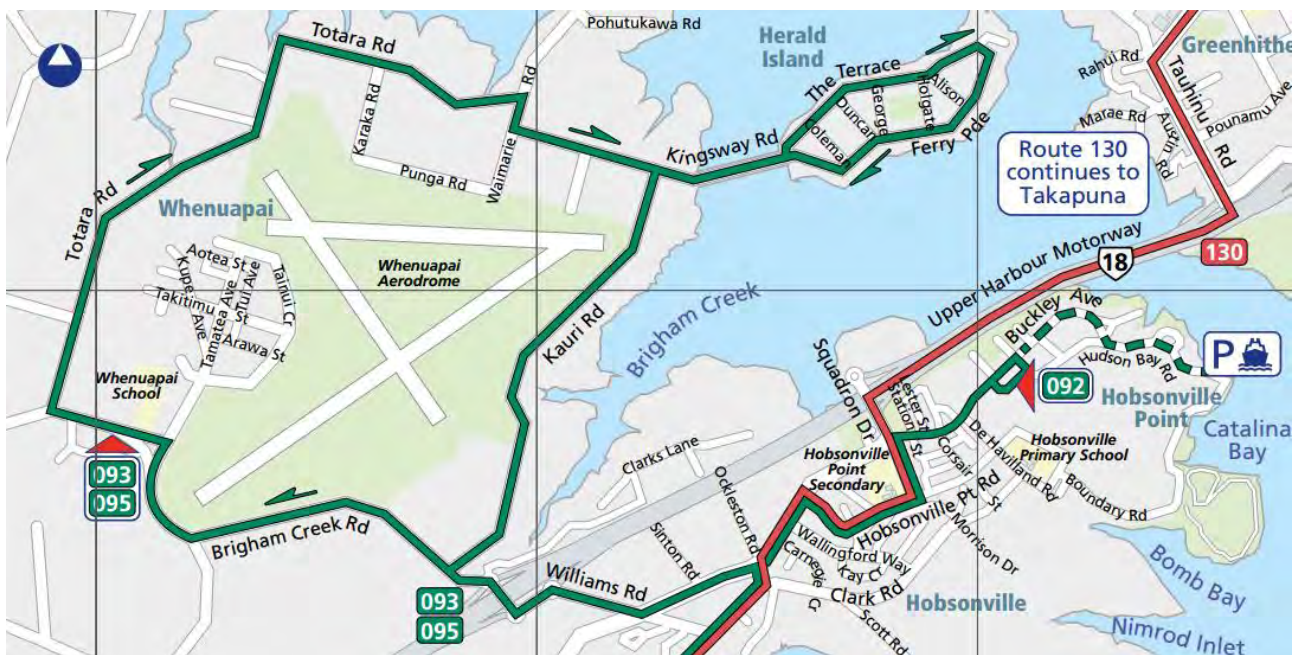 Totara Rd
Pohutukawa Rd
Herald
Island
Greenhithe
Rahui Rd
Tauhinu Rd
Marae Rd
Austin Rd
Pounamu Ave
The Terrace
Alison
Holgate
George
Duncan
Coleman
Ferry Pde
Kingsway Rd
Karaka Rd
Rd
Waimarie
Punga Rd
Totara Rd
Whenuapai
Route 130
continues to
Takapuna
Upper Harbour Motorway
18
130
Aotea St
Kupe Ave
Tui Ave
Tainui Cr
Takitimu St
Tamatea Ave
Arawa St
Whenuapai
Aerodrome
Whenuapai
School
Kauri Rd
Brigham Creek
Buckley Ave
Hudson Bay Rd
P
092
Hobsonville
Point
Catalina
Bay
Squadron Dr
Lester St
Station St
De Havilland Rd
Corsair St
Hobsonville
Primary School
Boundary Rd
Hobsonville
Point
Secondary
Clarks Lane
Ockleston Rd
Sinton Rd
093
095
Brigham Creek Rd
093
095
Williams Rd
Hobsonville Pt Rd
Wallingford Way
Kay Cr
Carnegie Cr
Clark Rd
Morrison Dr
Scott Rd
Hobsonville
Bomb Bay
Nimrod Inlet